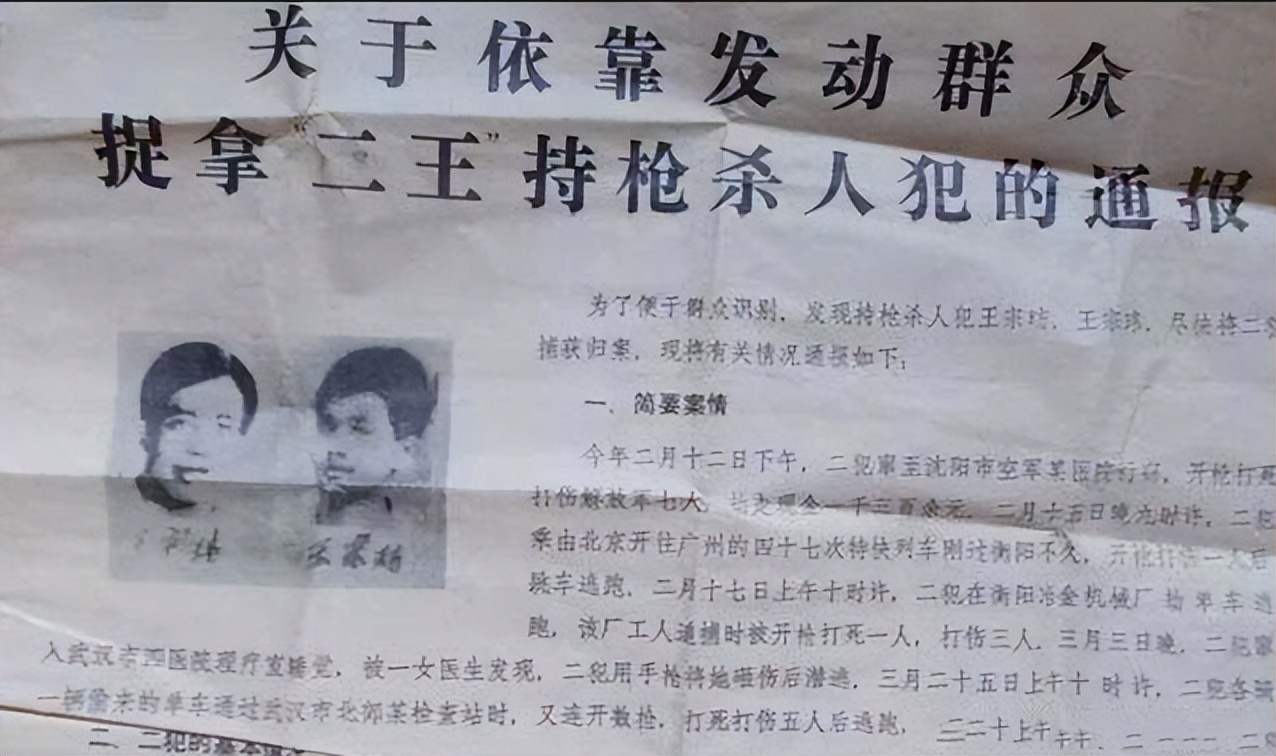 关于依靠发动群众
捉拿“二王”持枪杀人犯的通报
为了便于群众识别，发现持枪杀人犯王宗坊，王宗玮，尽快将二犯
捕获归案，现将有关情况通报如下：
一、简要案情
今年二月十二日下午，二犯窜至沈阳市空军某医院行窃，开枪打死
打伤解放军七人，抢走现金一千三百余元，二月十五日晚九时许，二犯
乘由北京开往广州的四十七次特快列车刚过衡阳不久，开枪打伤一人后
跳车逃跑，二月十七日上午十时许，二犯在衡阳冶金机械厂 单车逃
跑，该厂工人追捕时被开枪打死一人，打伤三人，三月三日晚，二犯窜
入武汉市四医院理疗室睡觉，被一女医生发现，二犯用手枪将她砸伤后潜逃，三月二十五日上午十时许，二犯各骑
一辆偷来的单车通过武汉市北郊某检查站时，又连开数枪，打死打伤五人后逃跑，
二、二犯的基本情况